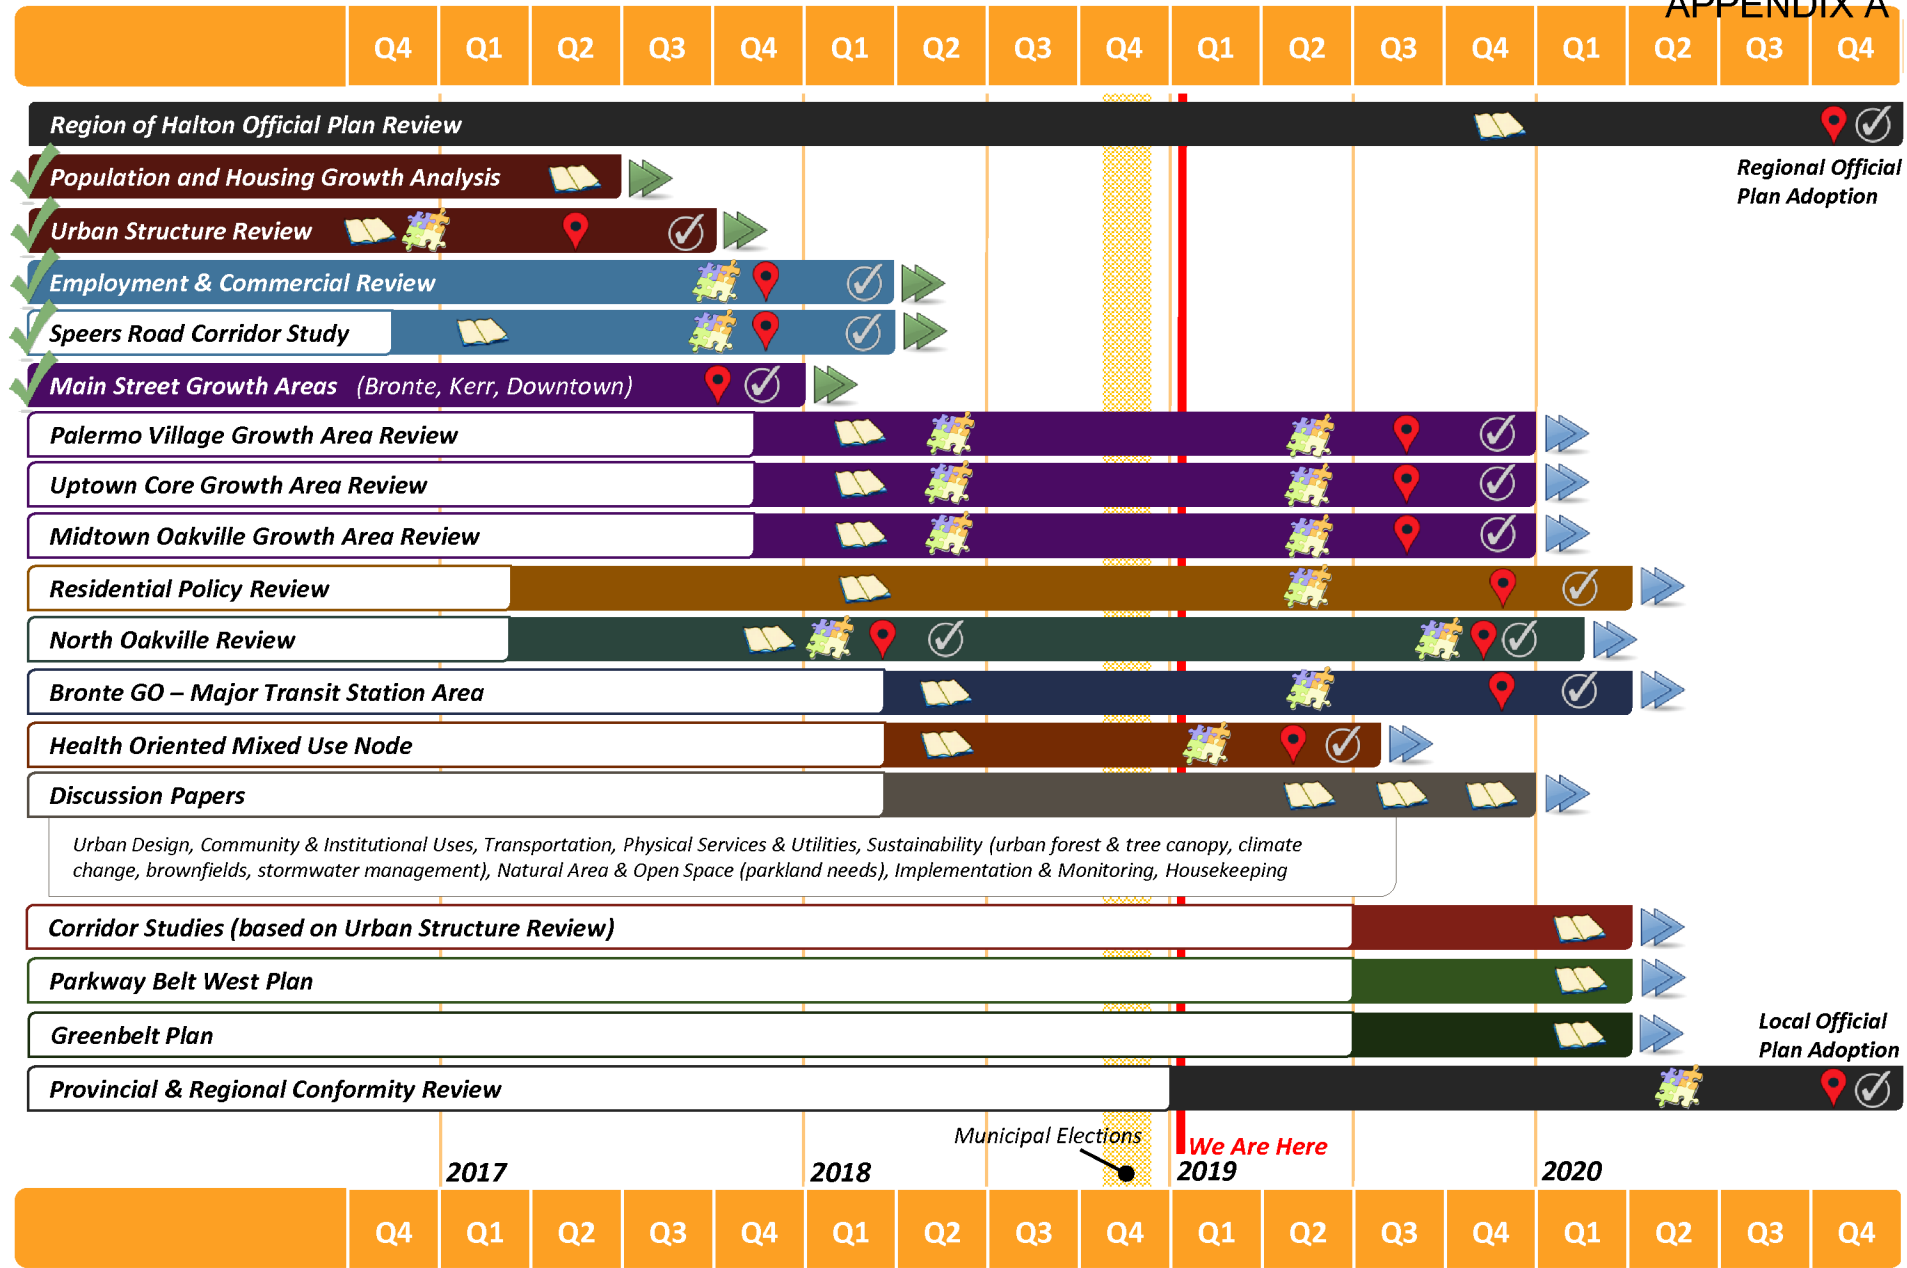 APPENDIX A
Q4 Q1 Q2 Q3 Q4 Q1 Q2 Q3 Q4 Q1 Q2 Q3 Q4 Q1 Q2 Q3 Q4
Region of Halton Official Plan Review
Regional Official
Plan Adoption
Population and Housing Growth Analysis
Urban Structure Review
Employment & Commercial Review
Speers Road Corridor Study
Main Street Growth Areas (Bronte, Kerr, Downtown)
Palermo Village Growth Area Review
Uptown Core Growth Area Review
Midtown Oakville Growth Area Review
Residential Policy Review
North Oakville Review
Bronte GO – Major Transit Station Area
Health Oriented Mixed Use Node
Discussion Papers
Urban Design, Community & Institutional Uses, Transportation, Physical Services & Utilities, Sustainability (urban forest & tree canopy, climate
change, brownfields, stormwater management), Natural Area & Open Space (parkland needs), Implementation & Monitoring, Housekeeping
Corridor Studies (based on Urban Structure Review)
Parkway Belt West Plan
Greenbelt Plan
Local Official
Plan Adoption
Provincial & Regional Conformity Review
Municipal Elections
We Are Here
2017 2018 2019 2020
Q4 Q1 Q2 Q3 Q4 Q1 Q2 Q3 Q4 Q1 Q2 Q3 Q4 Q1 Q2 Q3 Q4